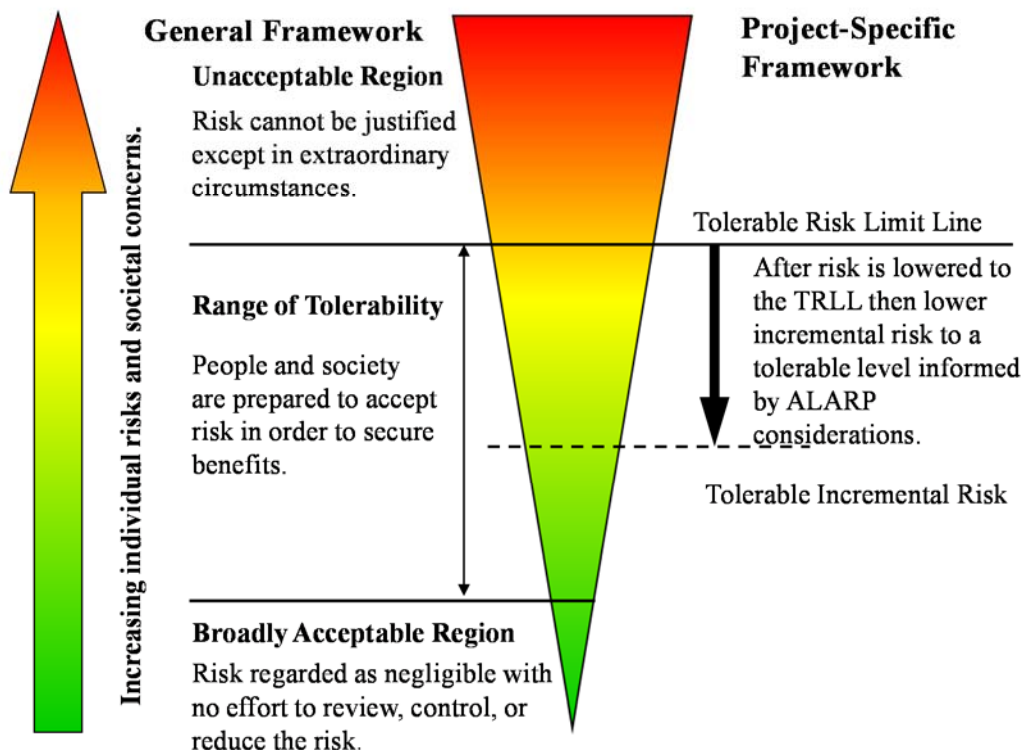 Increasing individual risks and societal concerns.
General Framework
Unacceptable Region
Risk cannot be justified
except in extraordinary
circumstances.
Range of Tolerability
People and society
are prepared to accept
risk in order to secure
benefits.
Broadly Acceptable Region
Risk regarded as negligible with
no effort to review, control, or
reduce the risk.
Project-Specific
Framework
Tolerable Risk Limit Line
After risk is lowered to
the TRLL then lower
incremental risk to a
tolerable level informed
by ALARP
considerations.
Tolerable Incremental Risk